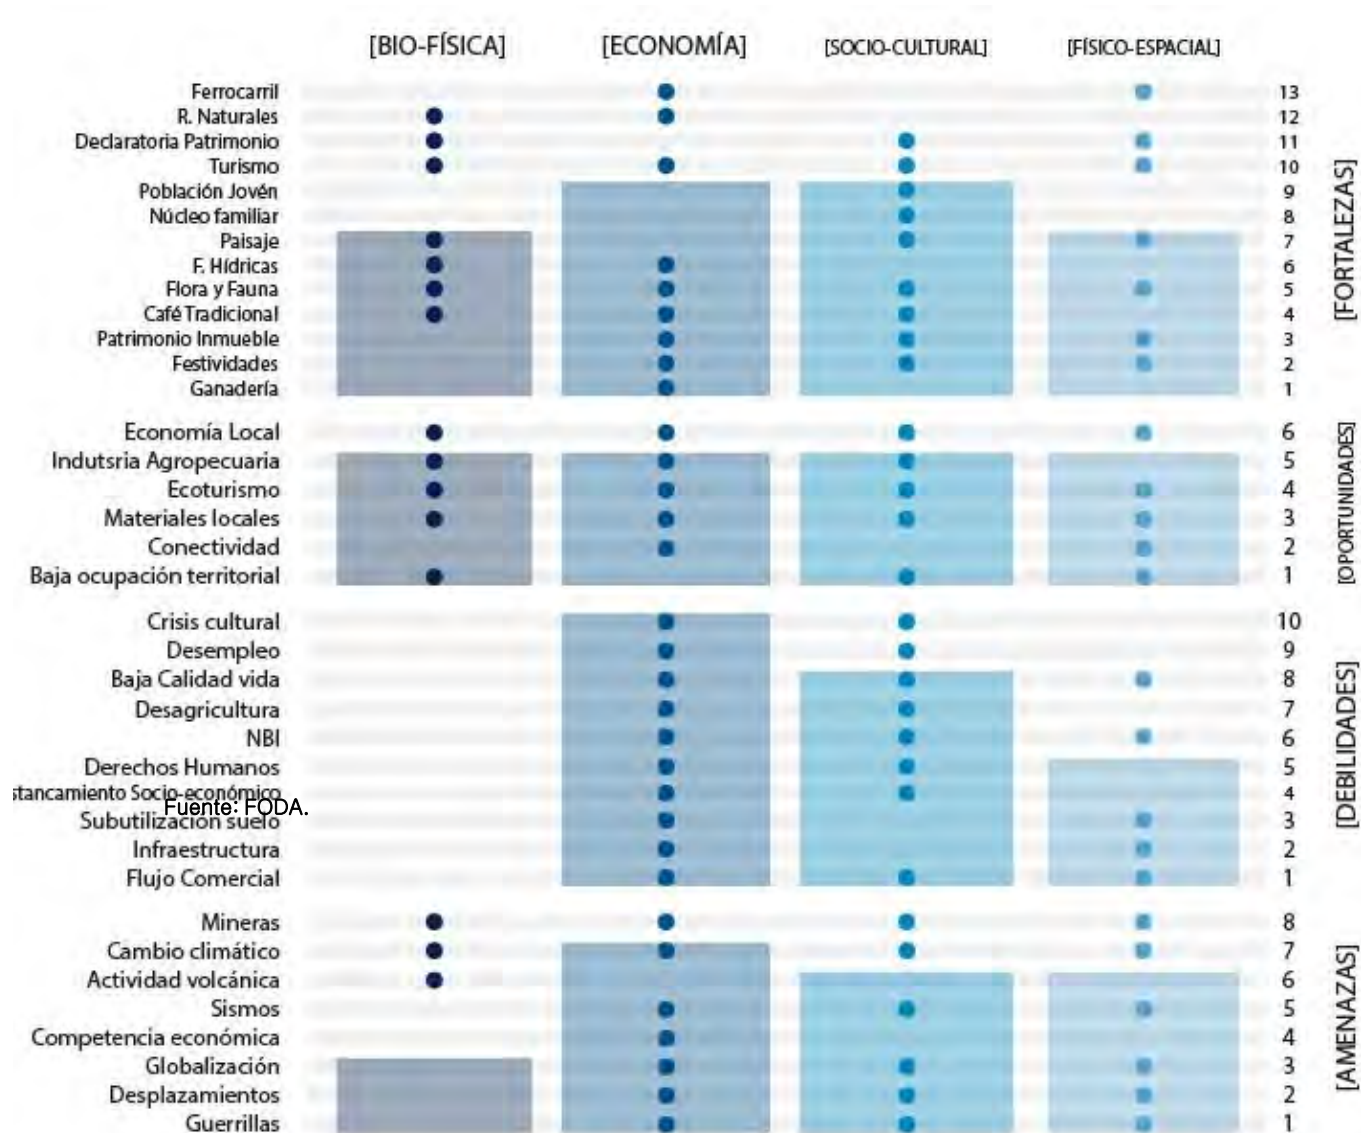 [BIO-FÍSICA] [ECONOMÍA] [SOCIO-CULTURAL] [FÍSICO-ESPACIAL]
Ferrocarril 13
R. Naturales 12
Declaratoria Patrimonio 11
Turismo 10
Población Jovén 9
Núcleo familiar 8
Paisaje 7
F. Hídricas 6
Flora y Fauna 5
Café Tradicional 4
Patrimonio Inmueble 3
Festividades 2
Ganadería 1
[FORTALEZAS]
Economía Local 6
Indutsria Agropecuaria 5
Ecoturismo 4
Materiales locales 3
Conectividad 2
Baja ocupación territorial 1
[OPORTUNIDADES]
Crisis cultural 10
Desempleo 9
Baja Calidad vida 8
Desagricultura 7
NBI 6
Derechos Humanos 5
stancamiento Socio-económico 4
Fuente: FODA.
Subutilización suelo 3
Infraestructura 2
Flujo Comercial 1
[DEBILIDADES]
Mineras 8
Cambio climático 7
Actividad volcánica 6
Sismos 5
Competencia económica 4
Globalización 3
Desplazamientos 2
Guerrillas 1
[AMENAZAS]